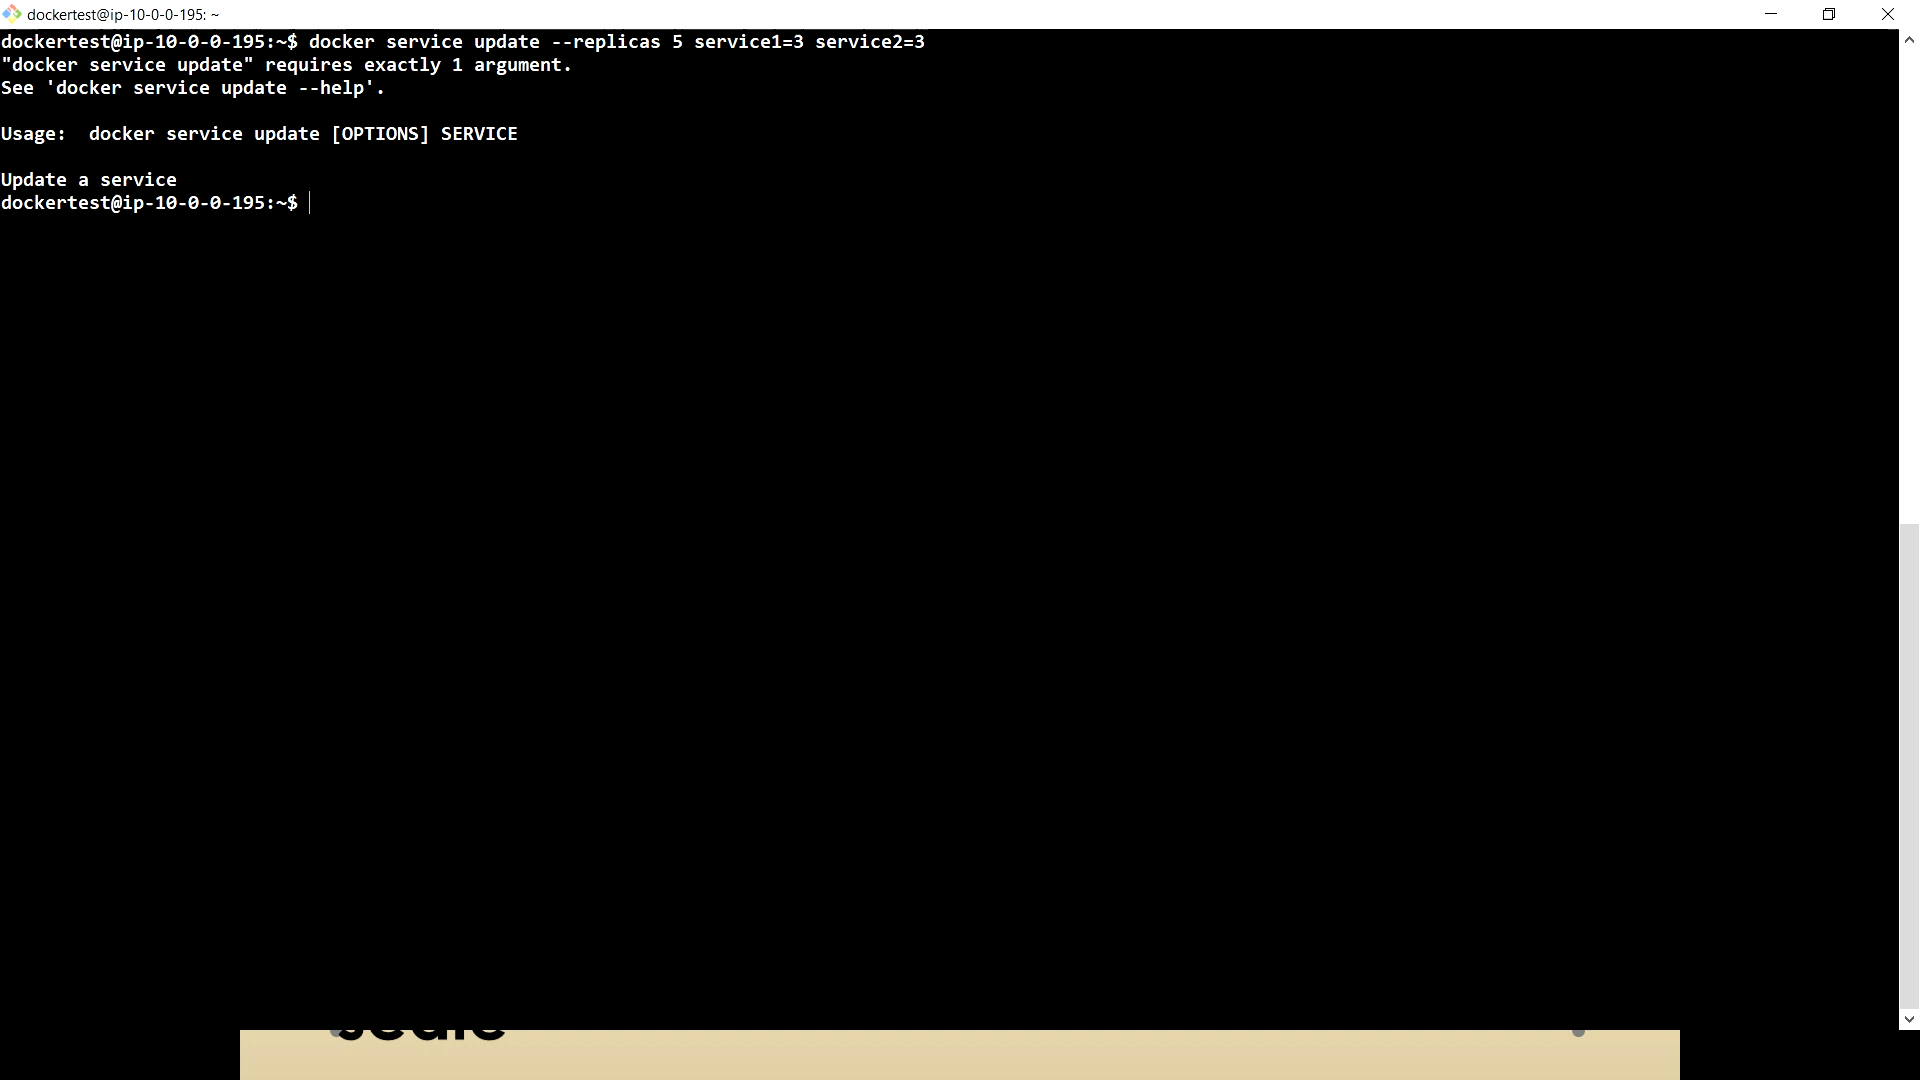 dockertest@ip-10-0-0-195: ~
dockertest@ip-10-0-0-195:~$ docker service update --replicas 5 service1=3 service2=3
"docker service update" requires exactly 1 argument.
See 'docker service update --help'.
Usage:  docker service update [OPTIONS] SERVICE
Update a service
dockertest@ip-10-0-0-195:~$